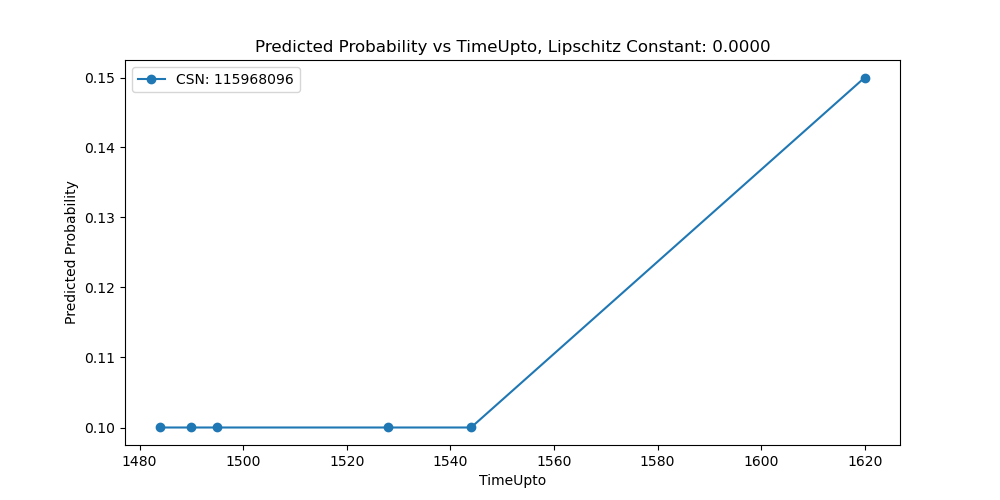 Predicted Probability vs TimeUpto, Lipschitz Constant: 0.0000
CSN: 115968096
Predicted Probability
0.15
0.14
0.13
0.12
0.11
0.10
1480 1500 1520 1540 1560 1580 1600 1620
TimeUpto